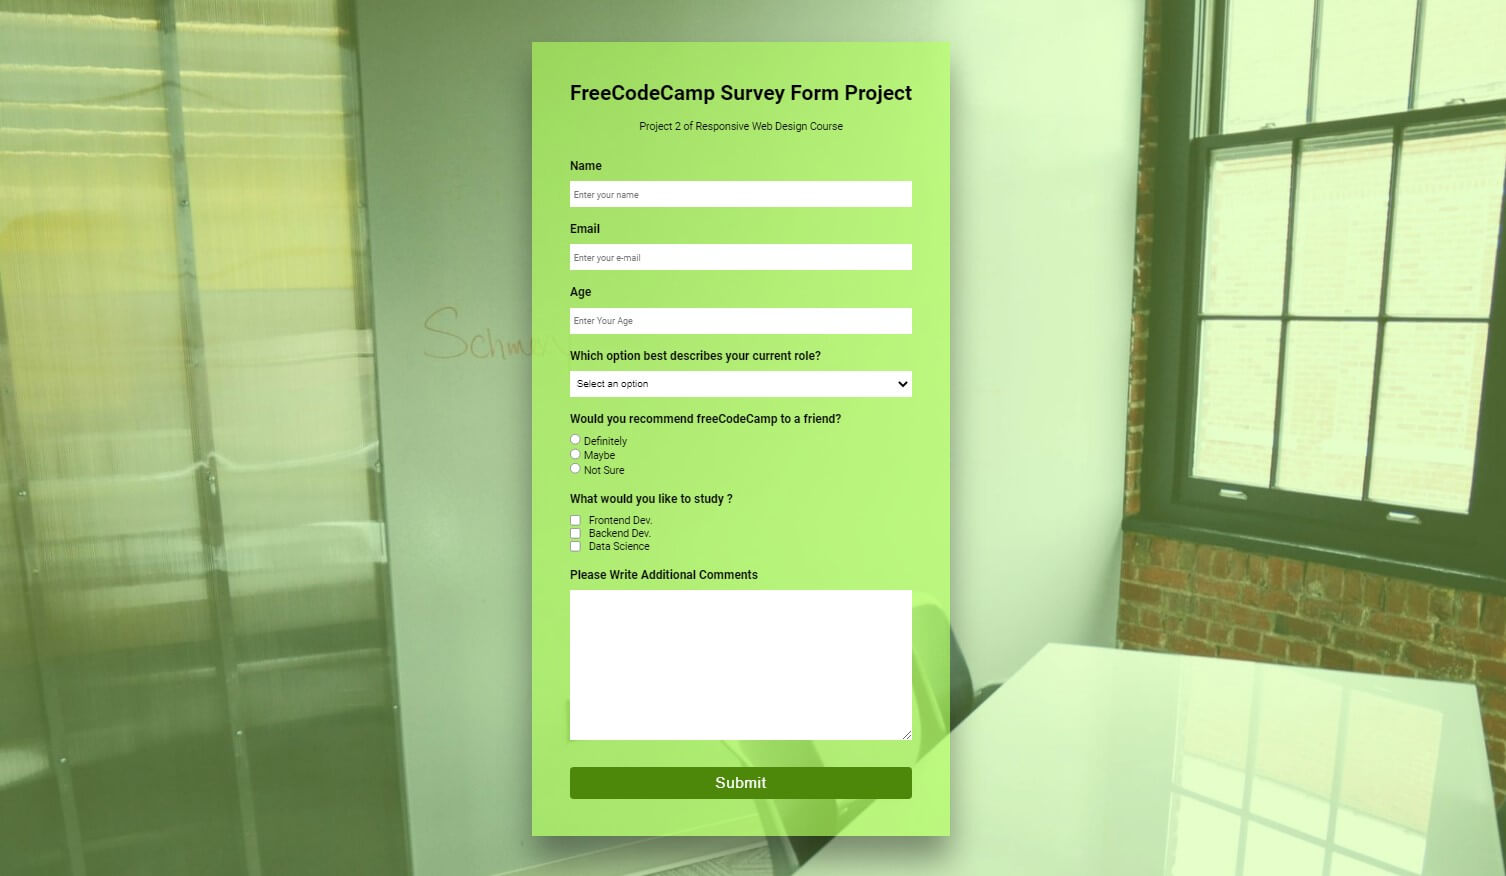 FreeCodeCamp Survey Form Project
Project 2 of Responsive Web Design Course
Name
Enter your name
Email
Enter your e-mail
Age
Enter Your Age
Which option best describes your current role?
Select an option
Would you recommend freeCodeCamp to a friend?
Definitely
Maybe
Not Sure
What would you like to study ?
Frontend Dev.
Backend Dev.
Data Science
Please Write Additional Comments
Submit